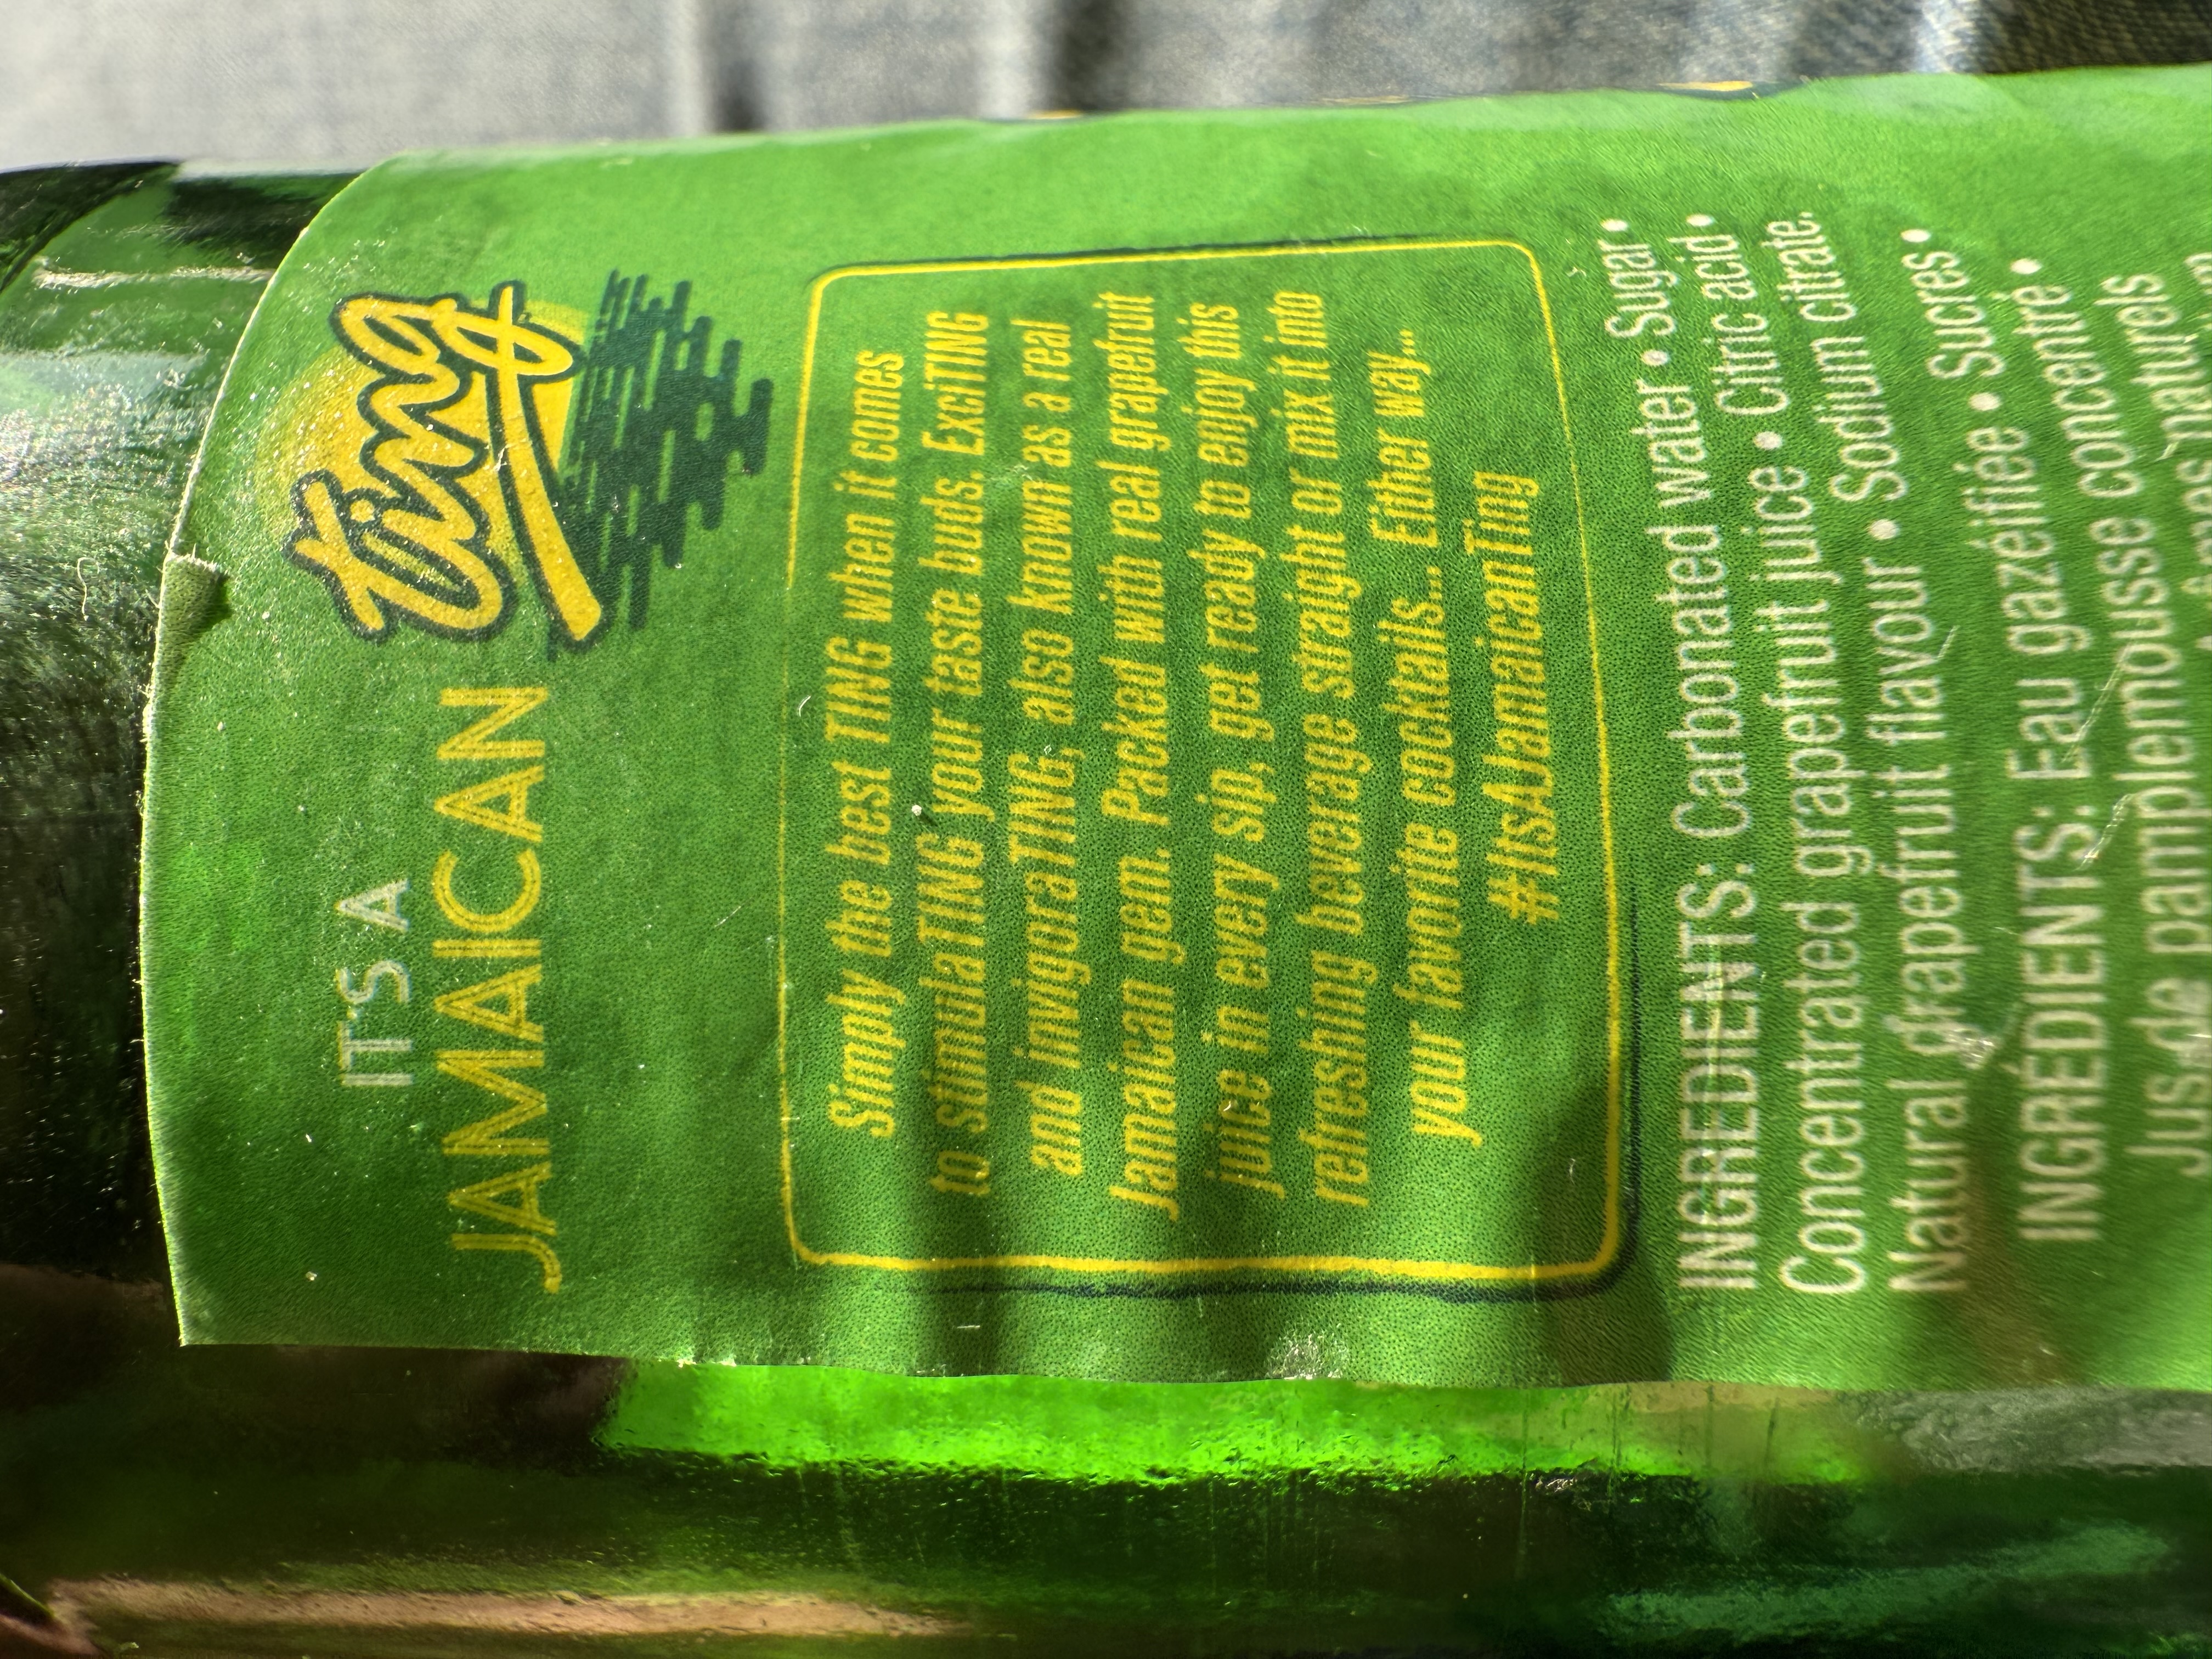 IT'S A
JAMAICAN
Ting
Simply the best TING when it comes
to stimulaTING your taste buds. ExciTING
and invigoraTING, also known as a real
Jamaican gem. Packed with real grapefruit
juice in every sip, get ready to enjoy this
refreshing beverage straight or mix it into
your favorite cocktails... Either way...
#ItsAJamaicanTing
INGREDIENTS: Carbonated water • Sugar •
Concentrated grapefruit juice • Citric acid •
Natural grapefruit flavour • Sodium citrate.
INGRÉDIENTS: Eau gazéifiée • Sucres •
Jus de pamplemousse concentré •
naturels